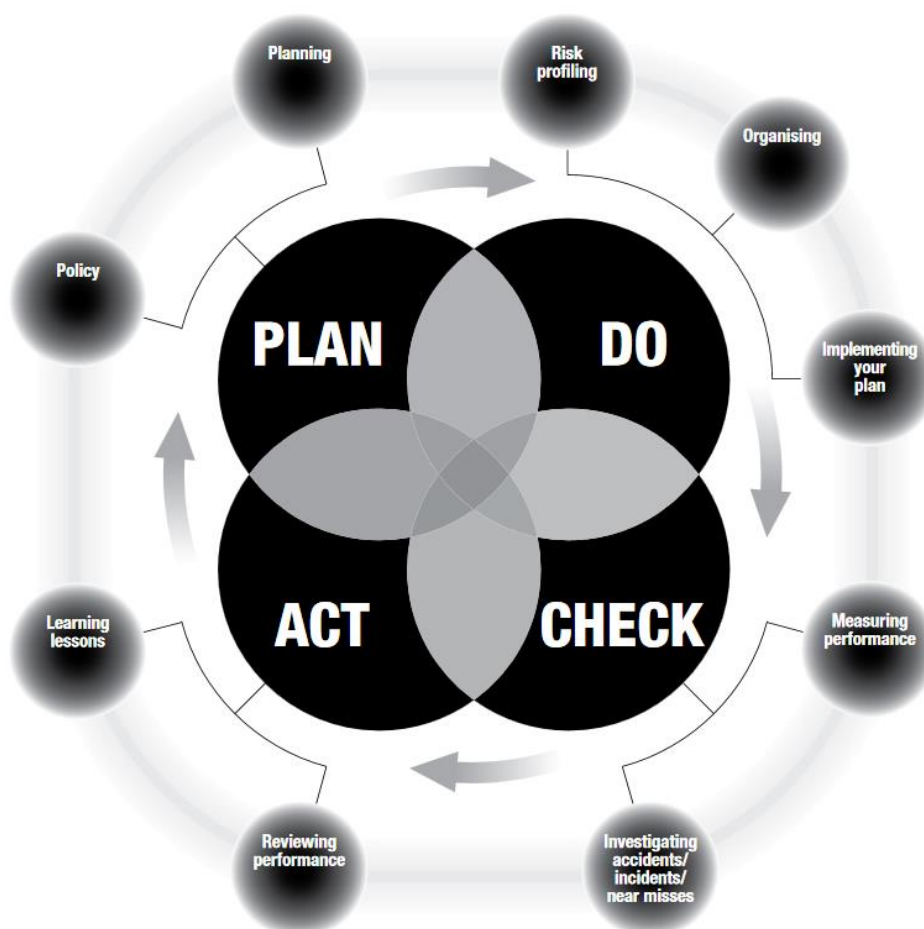 Planning
Risk
profiling
Organising
Policy
PLAN
DO
Implementing
your
plan
Learning
lessons
ACT
CHECK
Measuring
performance
Reviewing
performance
Investigating
accidents/
incidents/
near misses